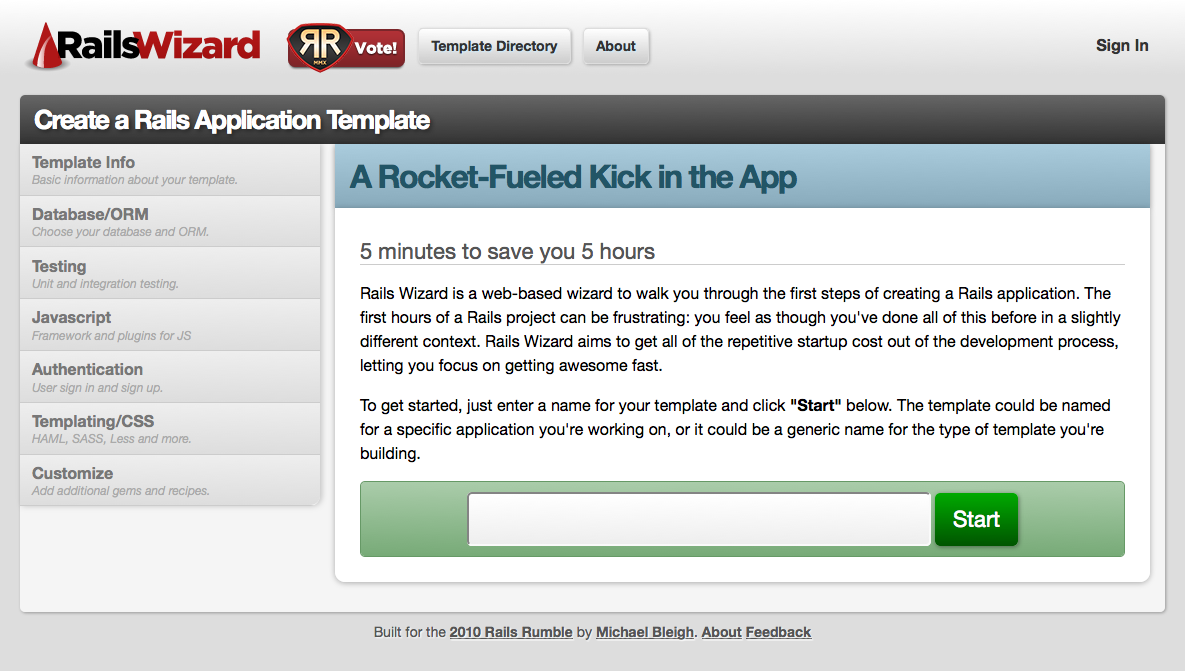 RailsWizard
RR
MMX
Vote!
Template Directory
About
Sign In
Create a Rails Application Template
Template Info
Basic information about your template.
Database/ORM
Choose your database and ORM.
Testing
Unit and integration testing.
Javascript
Framework and plugins for JS
Authentication
User sign in and sign up.
Templating/CSS
HAML, SASS, Less and more.
Customize
Add additional gems and recipes.
A Rocket-Fueled Kick in the App
5 minutes to save you 5 hours
Rails Wizard is a web-based wizard to walk you through the first steps of creating a Rails application. The
first hours of a Rails project can be frustrating: you feel as though you've done all of this before in a slightly
different context. Rails Wizard aims to get all of the repetitive startup cost out of the development process,
letting you focus on getting awesome fast.
To get started, just enter a name for your template and click "Start" below. The template could be named
for a specific application you're working on, or it could be a generic name for the type of template you're
building.
Start
Built for the 2010 Rails Rumble by Michael Bleigh. About Feedback